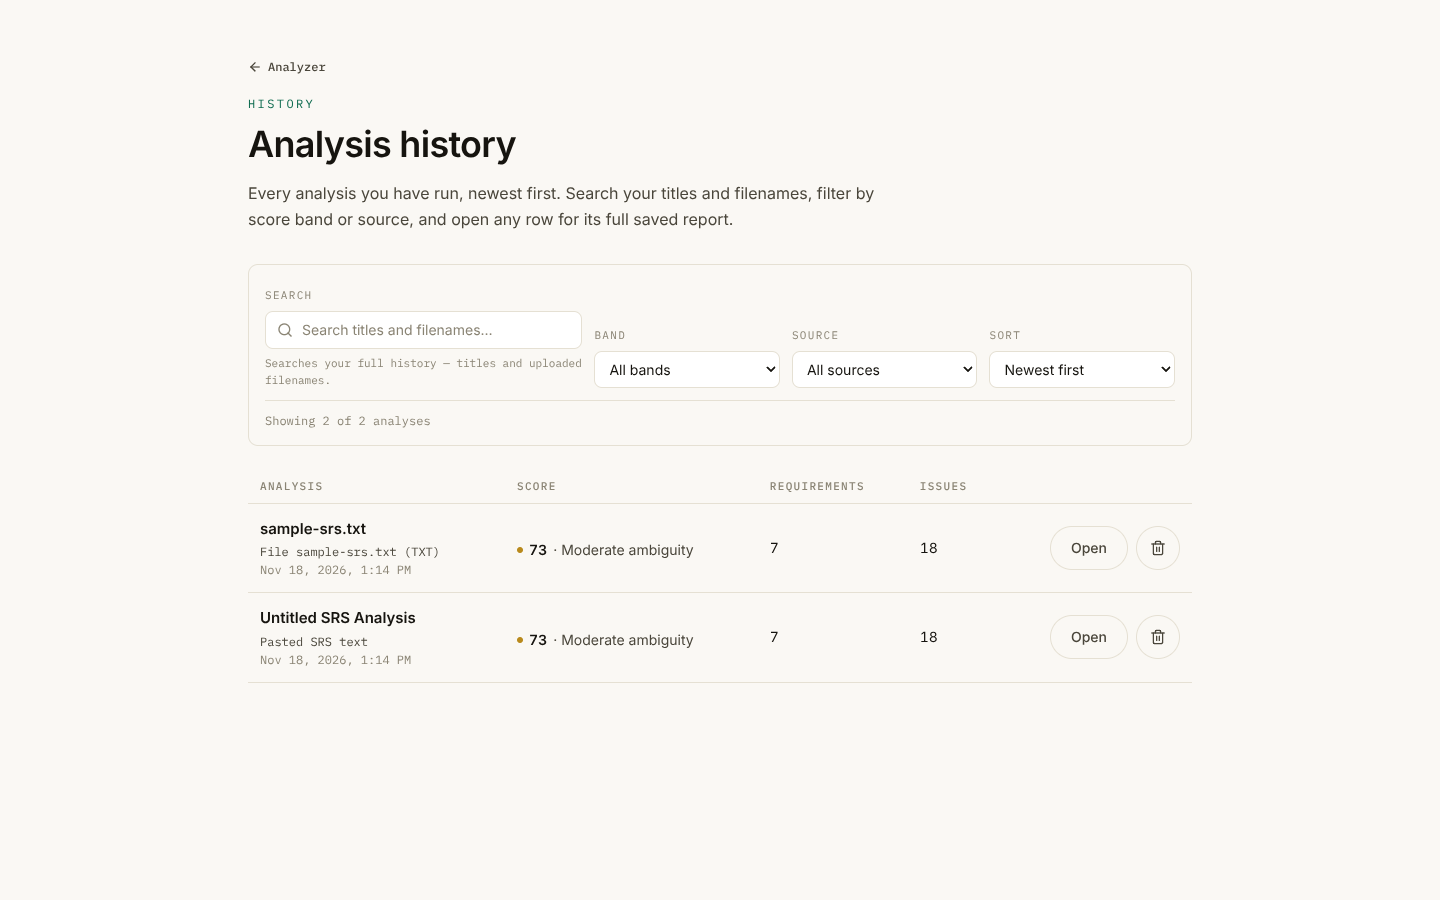 Analyzer
HISTORY
Analysis history
Every analysis you have run, newest first. Search your titles and filenames, filter by
score band or source, and open any row for its full saved report.
SEARCH
Search titles and filenames...
Searches your full history — titles and uploaded
filenames.
BAND
All bands
SOURCE
All sources
SORT
Newest first
Showing 2 of 2 analyses
ANALYSIS SCORE REQUIREMENTS ISSUES
sample-srs.txt
File sample-srs.txt (TXT)
Nov 18, 2026, 1:14 PM
73 · Moderate ambiguity
7
18
Open
Untitled SRS Analysis
Pasted SRS text
Nov 18, 2026, 1:14 PM
73 · Moderate ambiguity
7
18
Open